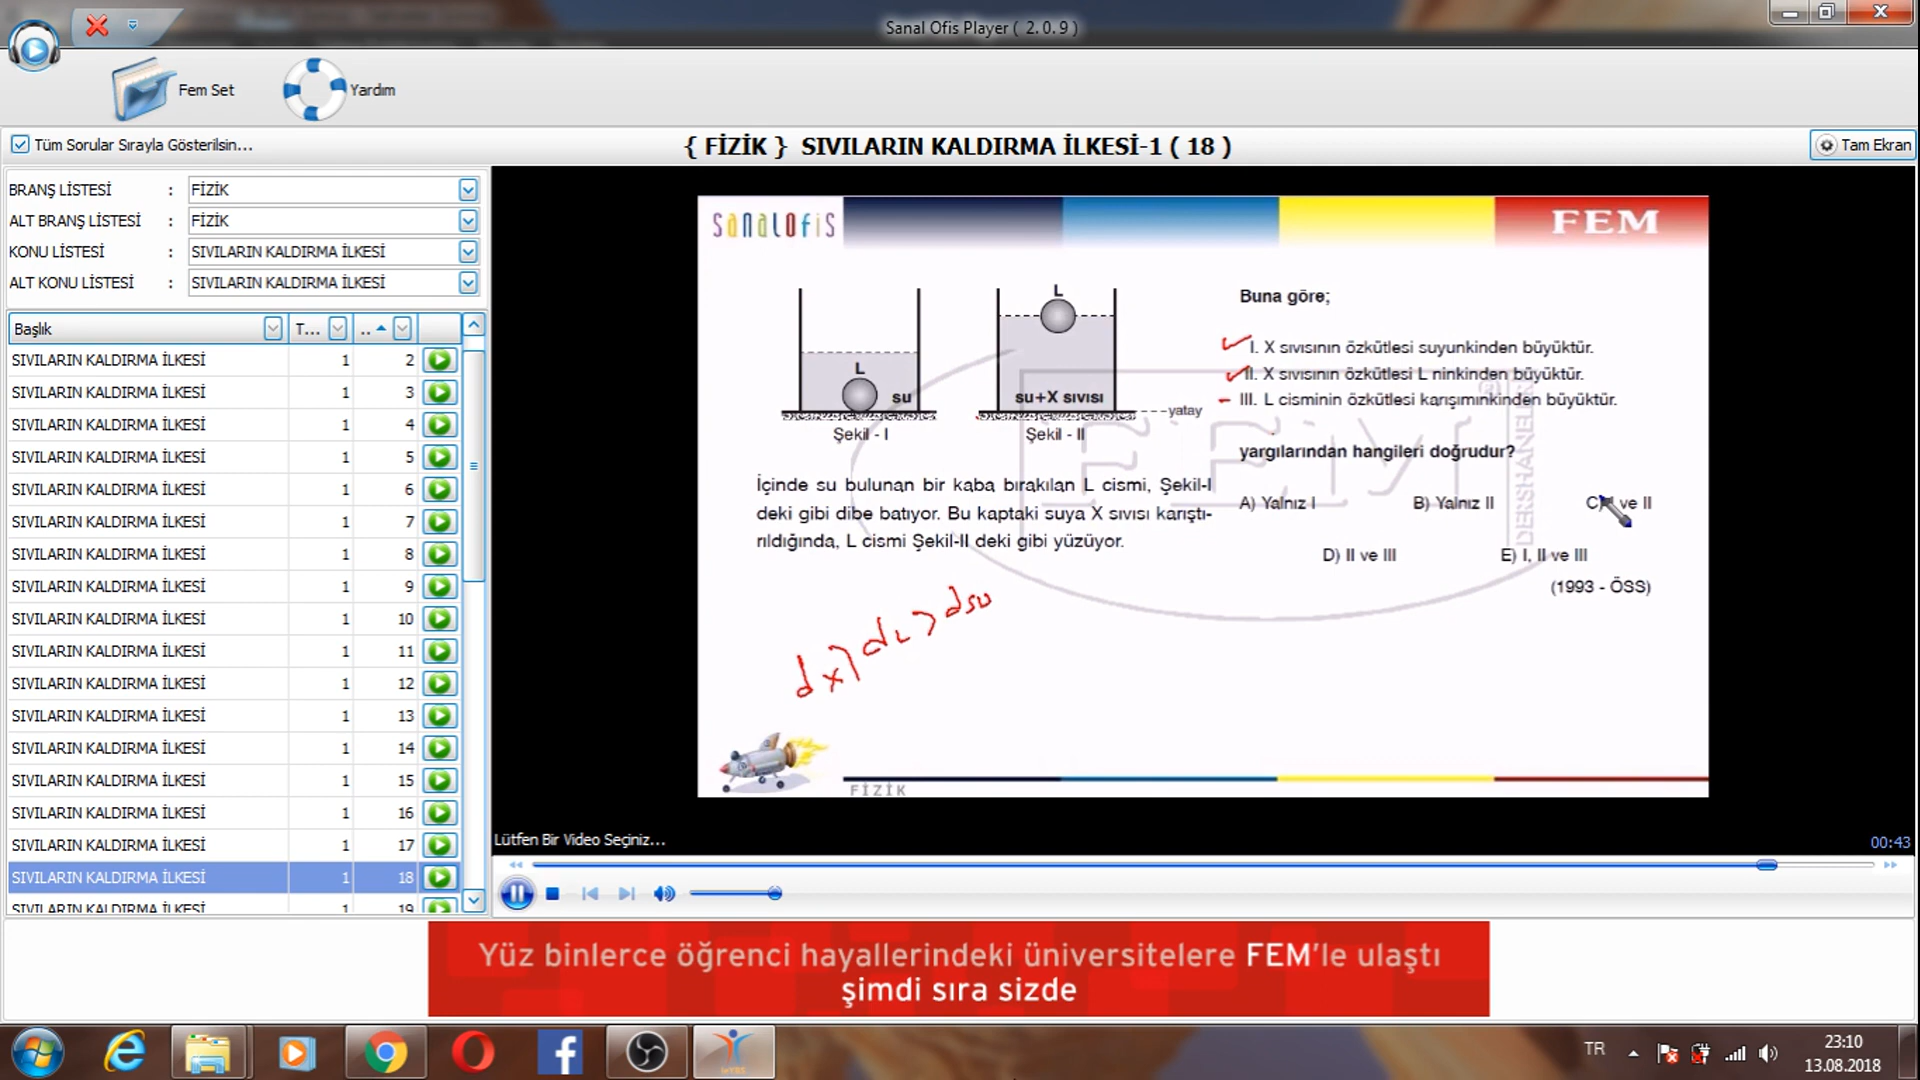 Sanal Ofis Player ( 2.0.9 )
Fem Set
Yardım
Tüm Sorular Sırayla Gösterilsin...
{ FİZİK }  SIVILARIN KALDIRMA İLKESİ-1 ( 18 )
Tam Ekran
BRANŞ LİSTESİ : FİZİK
ALT BRANŞ LİSTESİ : FİZİK
KONU LİSTESİ : SIVILARIN KALDIRMA İLKESİ
ALT KONU LİSTESİ : SIVILARIN KALDIRMA İLKESİ
Başlık T... ..
SIVILARIN KALDIRMA İLKESİ 1 2
SIVILARIN KALDIRMA İLKESİ 1 3
SIVILARIN KALDIRMA İLKESİ 1 4
SIVILARIN KALDIRMA İLKESİ 1 5
SIVILARIN KALDIRMA İLKESİ 1 6
SIVILARIN KALDIRMA İLKESİ 1 7
SIVILARIN KALDIRMA İLKESİ 1 8
SIVILARIN KALDIRMA İLKESİ 1 9
SIVILARIN KALDIRMA İLKESİ 1 10
SIVILARIN KALDIRMA İLKESİ 1 11
SIVILARIN KALDIRMA İLKESİ 1 12
SIVILARIN KALDIRMA İLKESİ 1 13
SIVILARIN KALDIRMA İLKESİ 1 14
SIVILARIN KALDIRMA İLKESİ 1 15
SIVILARIN KALDIRMA İLKESİ 1 16
SIVILARIN KALDIRMA İLKESİ 1 17
SIVILARIN KALDIRMA İLKESİ 1 18
SIVILARIN KALDIRMA İLKESİ 1 19
sanalofis
FEM
L
su
Şekil - I
L
su+X sıvısı
yatay
Şekil - II
İçinde su bulunan bir kaba bırakılan L cismi, Şekil-I
deki gibi dibe batıyor. Bu kaptaki suya X sıvısı karıştı-
rıldığında, L cismi Şekil-II deki gibi yüzüyor.
dx > dL > dsu
Buna göre;
I. X sıvısının özkütlesi suyunkinden büyüktür.
II. X sıvısının özkütlesi L ninkinden büyüktür.
III. L cisminin özkütlesi karışımınkinden büyüktür.
yargılarından hangileri doğrudur?
A) Yalnız I
B) Yalnız II
C) I ve II
D) II ve III
E) I, II ve III
(1993 - ÖSS)
FEM
DERSHANELERİ
FİZİK
Lütfen Bir Video Seçiniz...
00:43
Yüz binlerce öğrenci hayallerindeki üniversitelere FEM'le ulaştı
şimdi sıra sizde
TR
23:10
13.08.2018